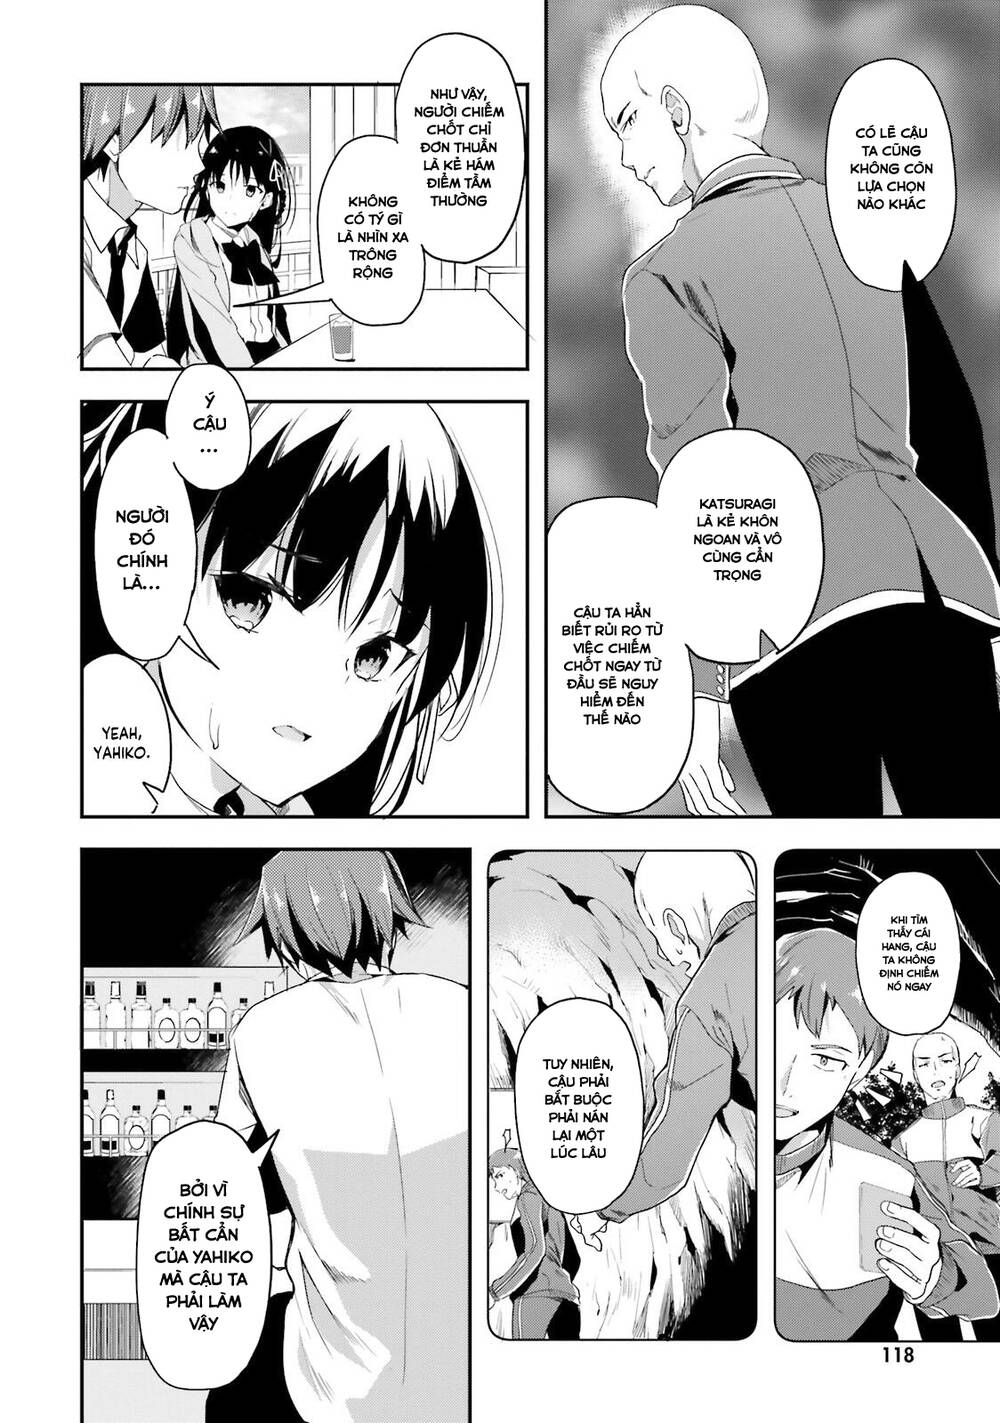 CÓ LẼ CẬU
TA CŨNG
KHÔNG CÒN
LỰA CHỌN
NÀO KHÁC
KATSURAGI
LÀ KẺ KHÔN
NGOAN VÀ VÔ
CÙNG CẨN
TRỌNG
CẬU TA HẲN
BIẾT RỦI RO TỪ
VIỆC CHIẾM
CHỐT NGAY TỪ
ĐẦU SẼ NGUY
HIỂM ĐẾN
THẾ NÀO
NHƯ VẬY,
NGƯỜI CHIẾM
CHỐT CHỈ
ĐƠN THUẦN
LÀ KẺ HÁM
ĐIỂM TẦM
THƯỜNG
KHÔNG
CÓ TÝ GÌ
LÀ NHÌN XA
TRÔNG
RỘNG
Ý
CẬU
...
NGƯỜI
ĐÓ
CHÍNH
LÀ...
YEAH,
YAHIKO.
KHI TÌM
THẤY CÁI
HANG, CẬU
TA KHÔNG
ĐỊNH CHIẾM
NÓ NGAY
TUY NHIÊN,
CẬU PHẢI
BẮT BUỘC
PHẢI NÁN
LẠI MỘT
LÚC LÂU
BỞI VÌ
CHÍNH SỰ
BẤT CẨN
CỦA YAHIKO
MÀ CẬU TA
PHẢI LÀM
VẬY
118